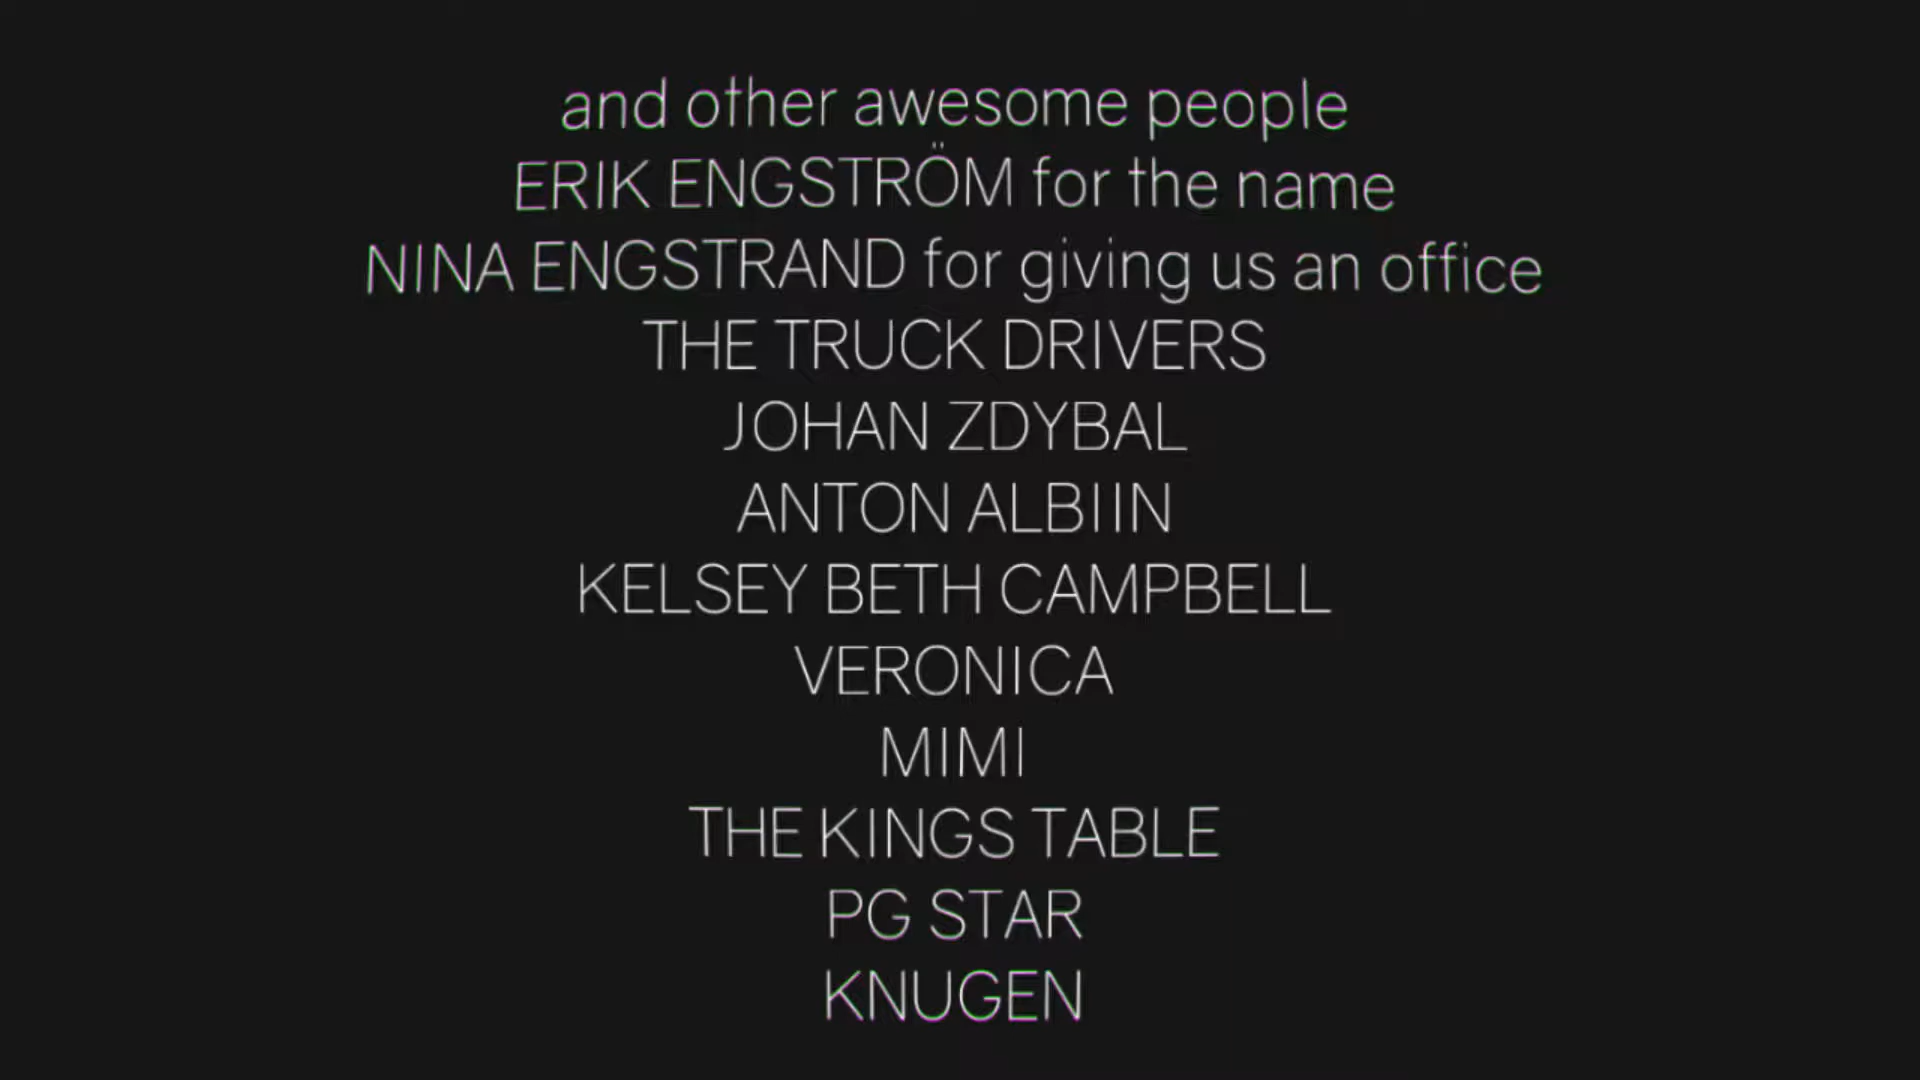 and other awesome people
ERIK ENGSTRÖM for the name
NINA ENGSTRAND for giving us an office
THE TRUCK DRIVERS
JOHAN ZDYBAL
ANTON ALBIIN
KELSEY BETH CAMPBELL
VERONICA
MIMI
THE KINGS TABLE
PG STAR
KNUGEN